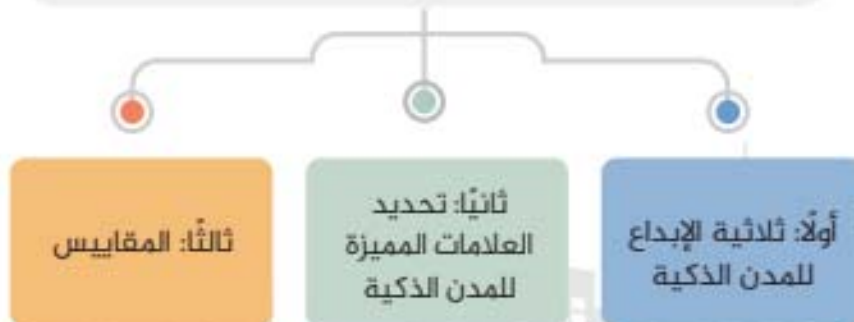 أولًا: ثلاثية الإبداع
للمدن الذكية
ثانيًا: تحديد
العلامات المميزة
للمدن الذكية
ثالثًا: المقاييس